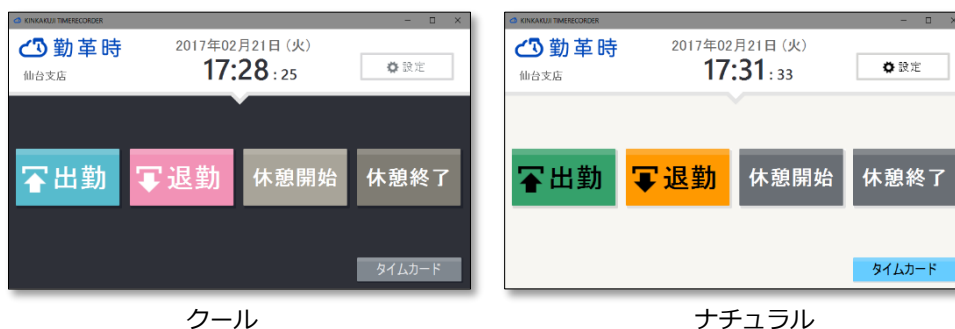 KINKAKUJI TIMERECORDER
勤革時
仙台支店
2017年02月21日（火）
17:28:25
設定
出勤
退勤
休憩開始
休憩終了
タイムカード
クール
KINKAKUJI TIMERECORDER
勤革時
仙台支店
2017年02月21日（火）
17:31:33
設定
出勤
退勤
休憩開始
休憩終了
タイムカード
ナチュラル